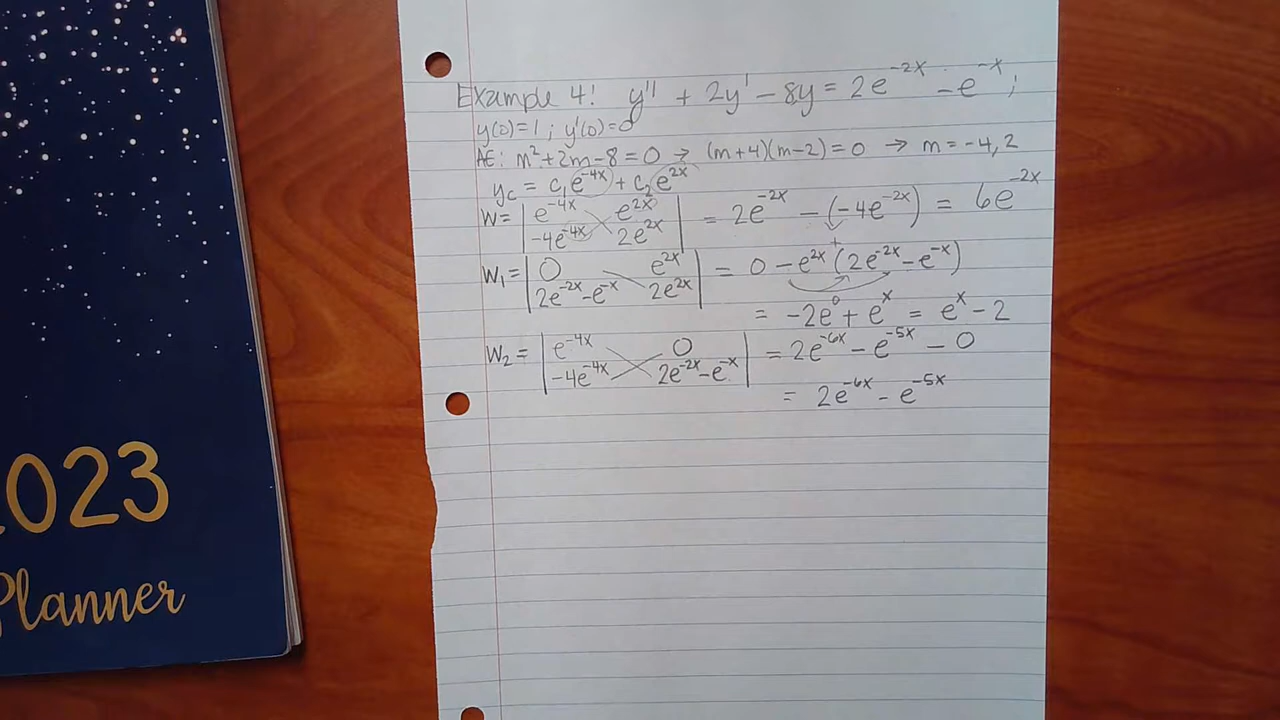 2023
Planner
Example 4: y'' + 2y' - 8y = 2e^{-2x} - e^{-x};
y(0)=1; y'(0)=0
AE: m² + 2m - 8 = 0 → (m+4)(m-2) = 0 → m = -4, 2
y_c = c₁e^{-4x} + c₂e^{2x}
W = | e^{-4x} e^{2x} | = 2e^{-2x} - (-4e^{-2x}) = 6e^{-2x}
-4e^{-4x} 2e^{2x}
+
W₁ = | 0 e^{2x} | = 0 - e^{2x}(2e^{-2x} - e^{-x})
2e^{-2x} - e^{-x} 2e^{2x}
= -2e^{0} + e^{x} = e^{x} - 2
W₂ = | e^{-4x} 0 | = 2e^{-6x} - e^{-5x} - 0
-4e^{-4x} 2e^{-2x} - e^{-x}
= 2e^{-6x} - e^{-5x}